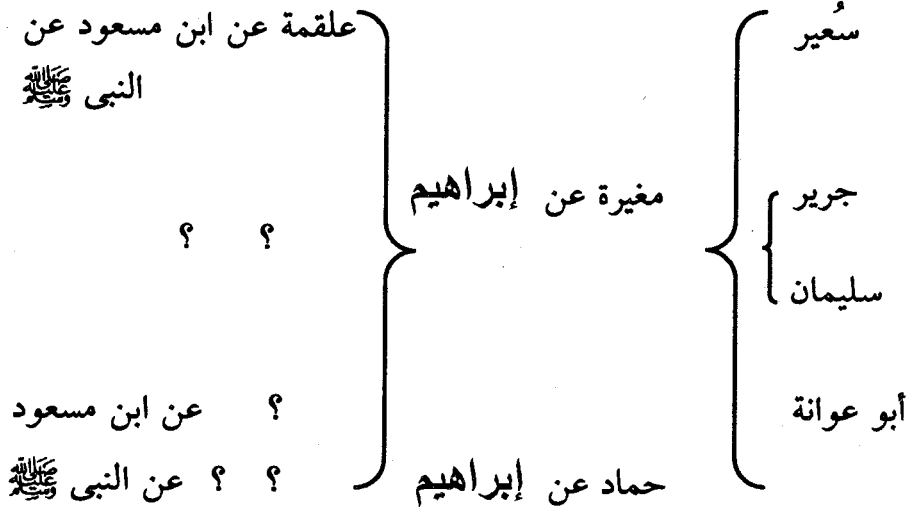 سُعير
علقمة عن ابن مسعود عن
النبى ﷺ
جرير
مغيرة عن إبراهيم
؟ ؟
سليمان
أبو عوانة
؟ عن ابن مسعود
حماد عن إبراهيم
؟ ؟ عن النبى ﷺ